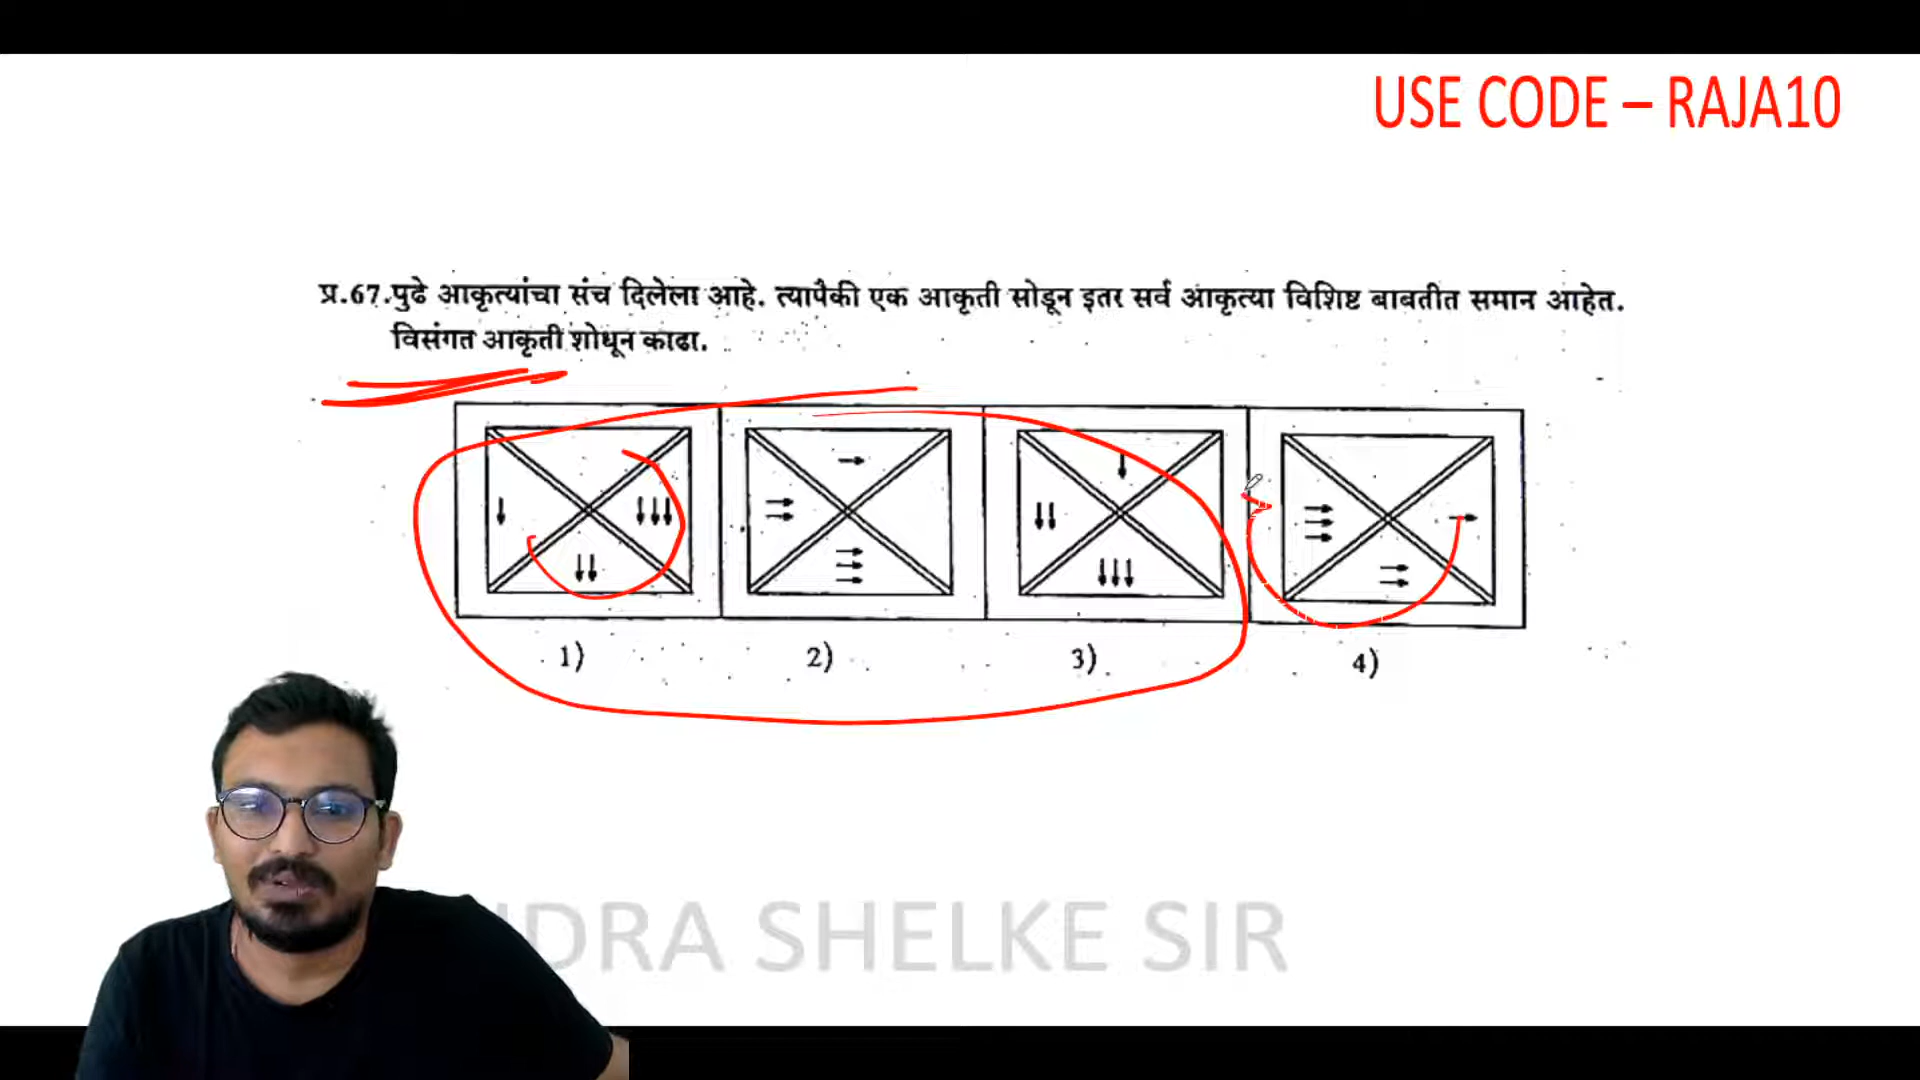 USE CODE – RAJA10
प्र.67.पुढे आकृत्यांचा संच दिलेला आहे. त्यापैकी एक आकृती सोडून इतर सर्व आकृत्या विशिष्ट बाबतीत समान आहेत.
विसंगत आकृती शोधून काढा.
1) 2) 3) 4)
DRA SHELKE SIR